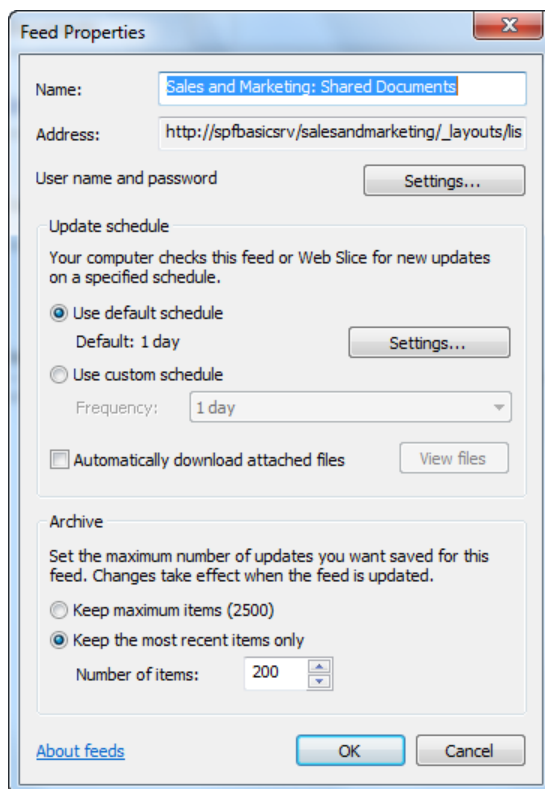 Feed Properties
Name: Sales and Marketing: Shared Documents
Address: http://spfbasicsrv/salesandmarketing/_layouts/lis
User name and password Settings...
Update schedule
Your computer checks this feed or Web Slice for new updates
on a specified schedule.
Use default schedule
Default: 1 day Settings...
Use custom schedule
Frequency: 1 day
Automatically download attached files View files
Archive
Set the maximum number of updates you want saved for this
feed. Changes take effect when the feed is updated.
Keep maximum items (2500)
Keep the most recent items only
Number of items: 200
About feeds OK Cancel